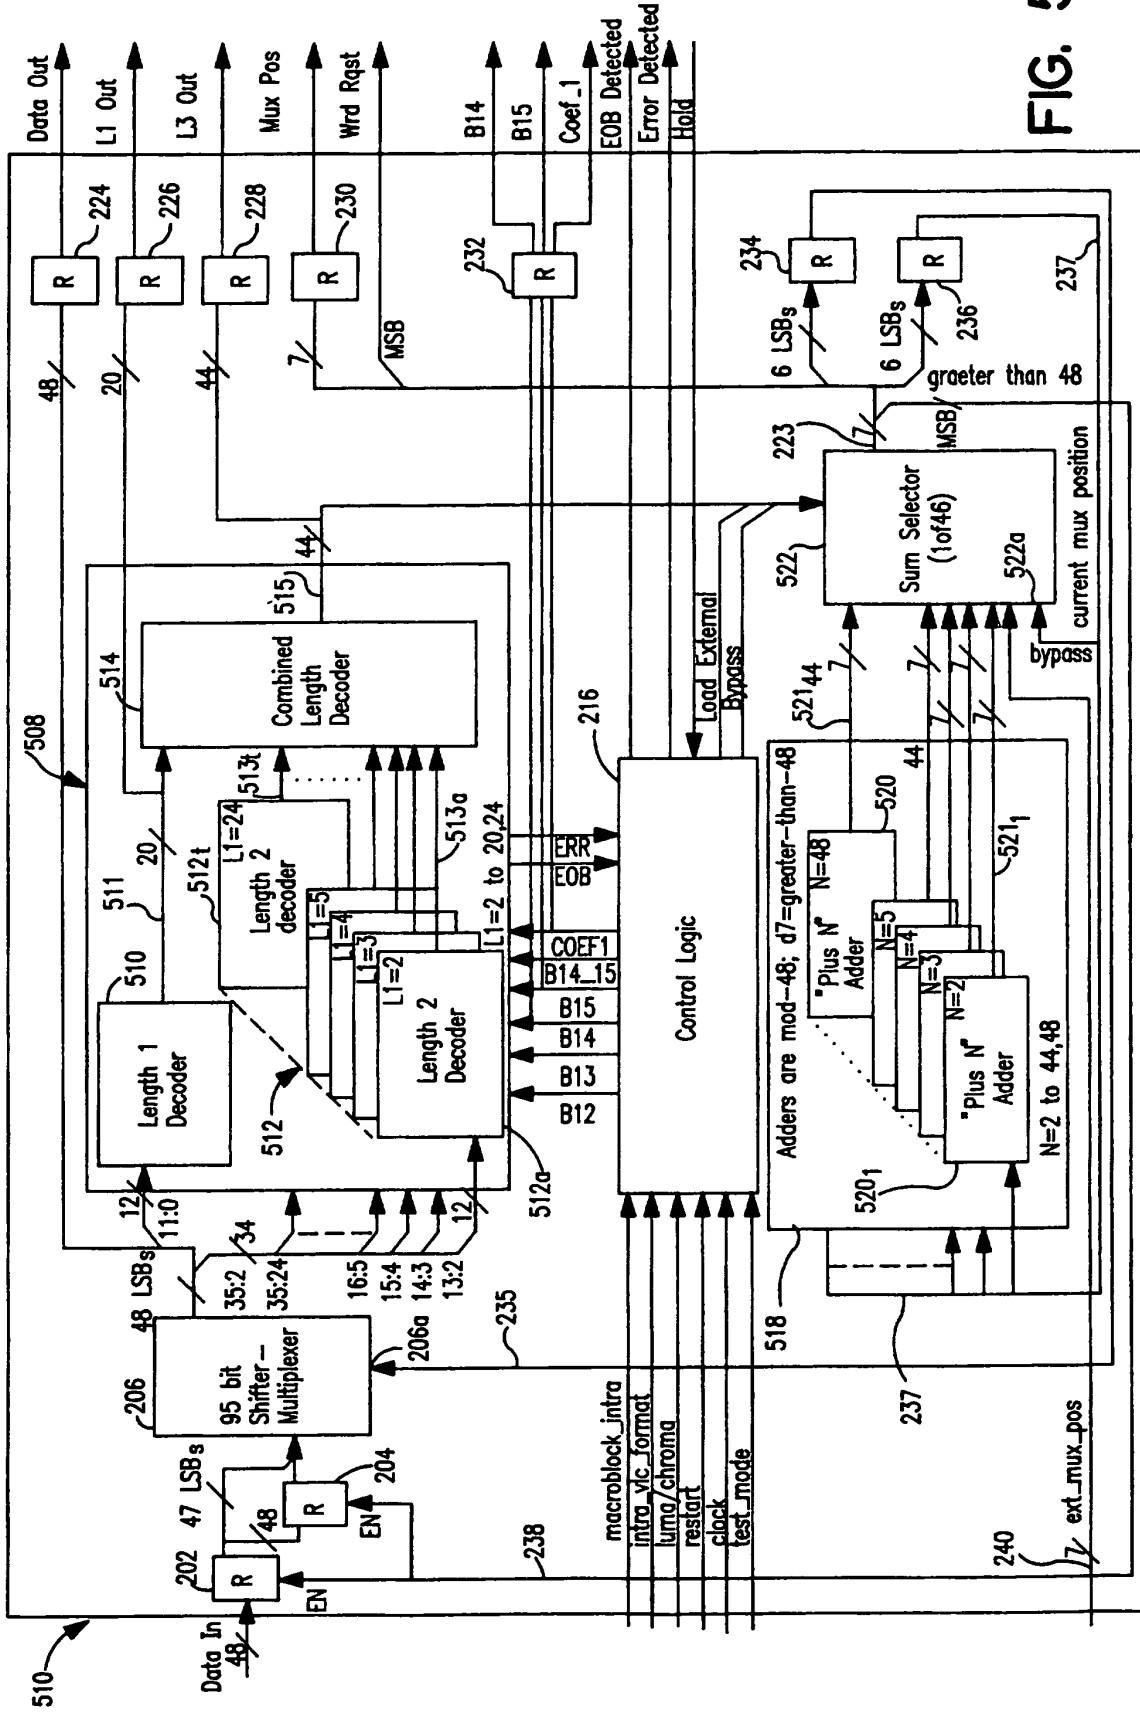 FIG. 5
510
Data In
48
202
R
EN
47 LSBs
48
204
R
EN
238
206
95 bit
Shifter-
Multiplexer
206a
235
48 LSBs
12
11:0
34
35:2
35:24
16:5
15:4
14:3
13:2
12
508
510
Length 1
Decoder
511
20
512
512t
L1=24
Length 2
decoder
L1=5
L1=4
L1=3
L1=2
Length 2
Decoder
512a
L1=2 to 20,24
513t
513a
514
Combined
Length
Decoder
515
44
48
20
44
7
MSB
R
224
R
226
R
228
R
230
R
232
Data Out
L1 Out
L3 Out
Mux Pos
Wrd Rqst
B14
B15
Coef_1
EOB Detected
Error Detected
Hold
B12
B13
B14
B15
B14_15
COEF1
EOB
ERR
216
Control Logic
Load External
Bypass
macroblock_intra
intra_vlc_format
luma/chroma
restart
clock
test_mode
518
Adders are mod-48; d7=greater-than-48
520
N=48
"Plus N"
Adder
N=5
N=4
N=3
N=2
"Plus N"
Adder
520₁
N=2 to 44,48
521₄₄
521₁
44
7
7
7
7
7
522
Sum Selector
(1of46)
522a
bypass
current mux position
223
7
MSB
graeter than 48
6 LSBs
6 LSBs
234
R
R
236
237
237
240
7
ext_mux_pos